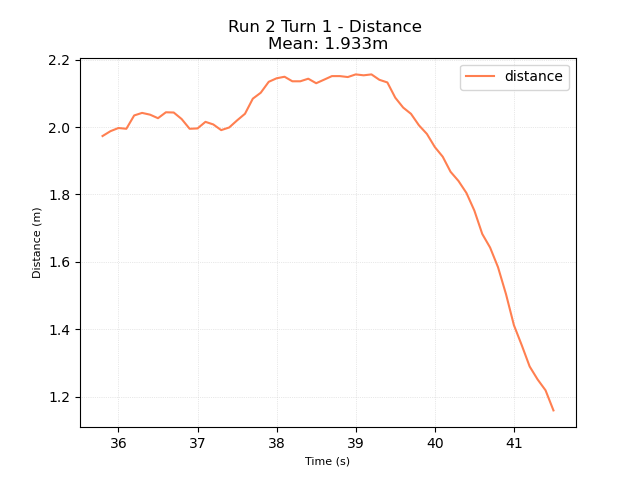 Run 2 Turn 1 - Distance
Mean: 1.933m
distance
2.2
2.0
1.8
1.6
1.4
1.2
Distance (m)
36 37 38 39 40 41
Time (s)